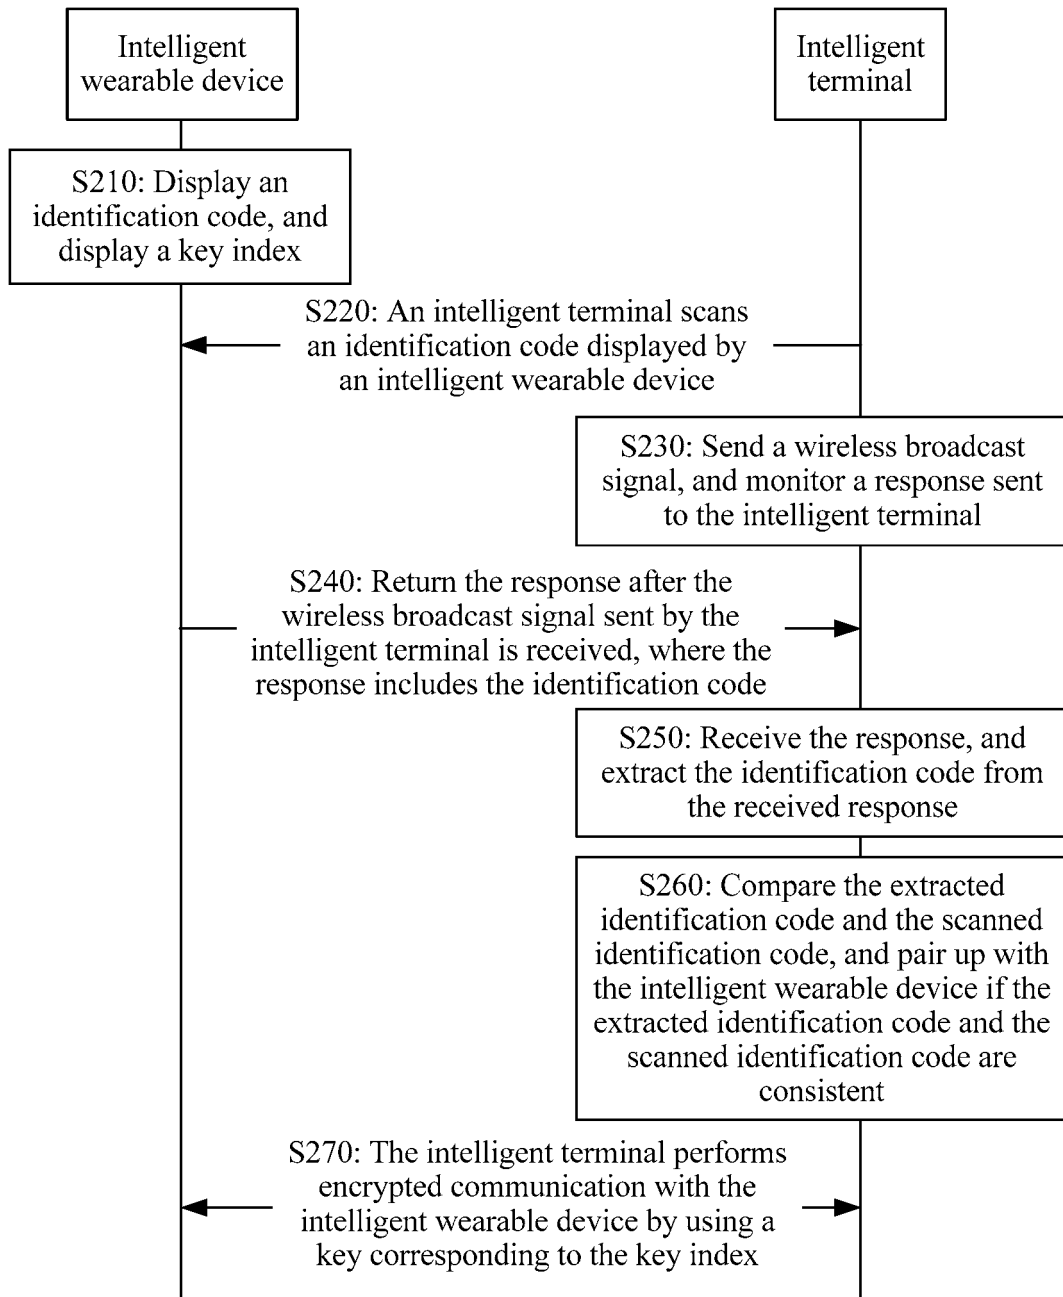 Intelligent
wearable device
Intelligent
terminal
S210: Display an
identification code, and
display a key index
S220: An intelligent terminal scans
an identification code displayed by
an intelligent wearable device
S230: Send a wireless broadcast
signal, and monitor a response sent
to the intelligent terminal
S240: Return the response after the
wireless broadcast signal sent by the
intelligent terminal is received, where the
response includes the identification code
S250: Receive the response, and
extract the identification code from
the received response
S260: Compare the extracted
identification code and the scanned
identification code, and pair up with
the intelligent wearable device if the
extracted identification code and the
scanned identification code are
consistent
S270: The intelligent terminal performs
encrypted communication with the
intelligent wearable device by using a
key corresponding to the key index